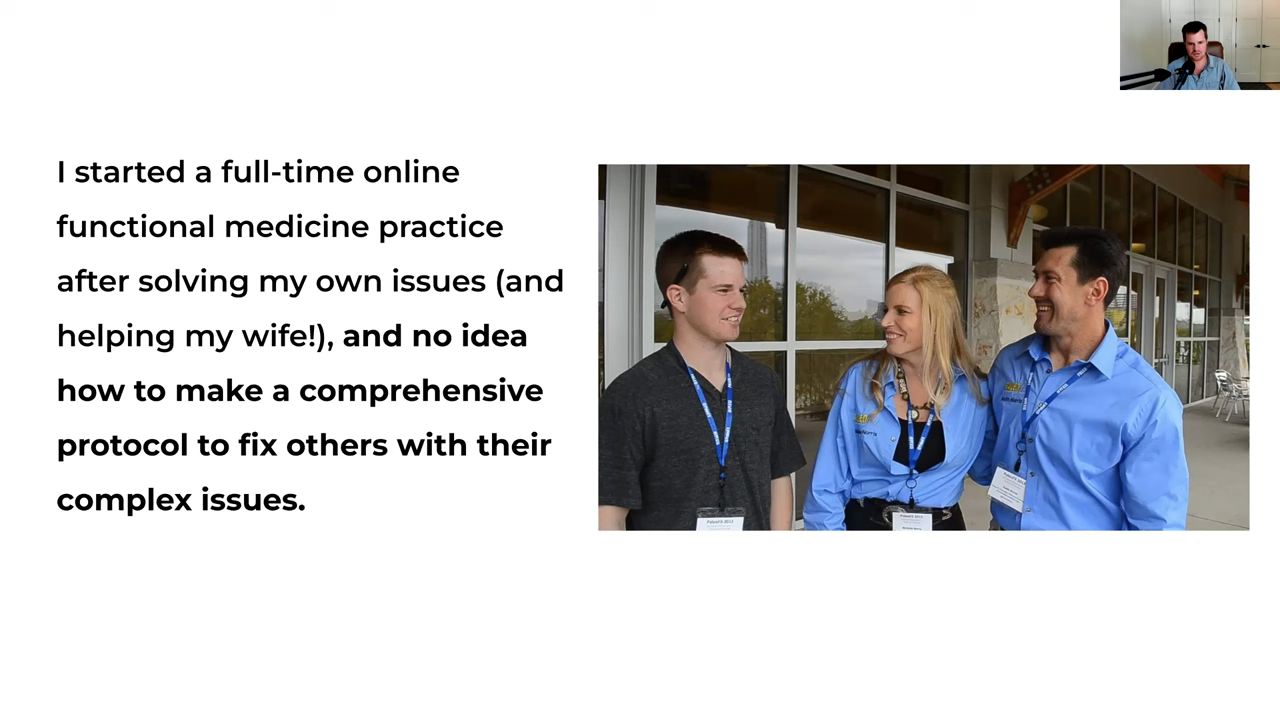 I started a full-time online
functional medicine practice
after solving my own issues (and
helping my wife!), and no idea
how to make a comprehensive
protocol to fix others with their
complex issues.